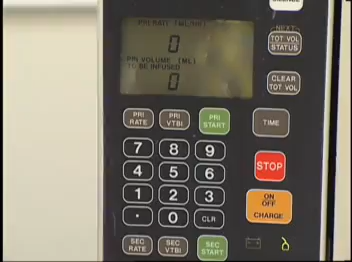 PRI RATE [ML/HR]
0
PIN VOLUME [ML]
TO BE INFUSED
0
NEXT
TOT VOL
STATUS
CLEAR
TOT VOL
PRI
RATE
PRI
VTBI
PRI
START
TIME
7
8
9
STOP
4
5
6
1
2
3
ON
OFF
CHARGE
.
0
CLR
SEC
RATE
SEC
VTBI
SEC
START